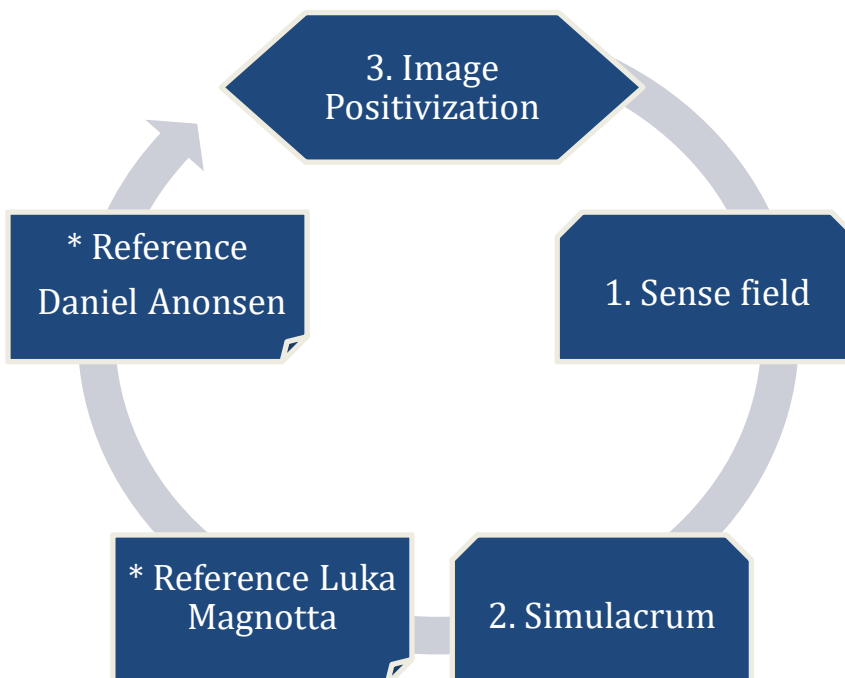 3. Image
Positivization
* Reference
Daniel Anonsen
1. Sense field
* Reference Luka
Magnotta
2. Simulacrum